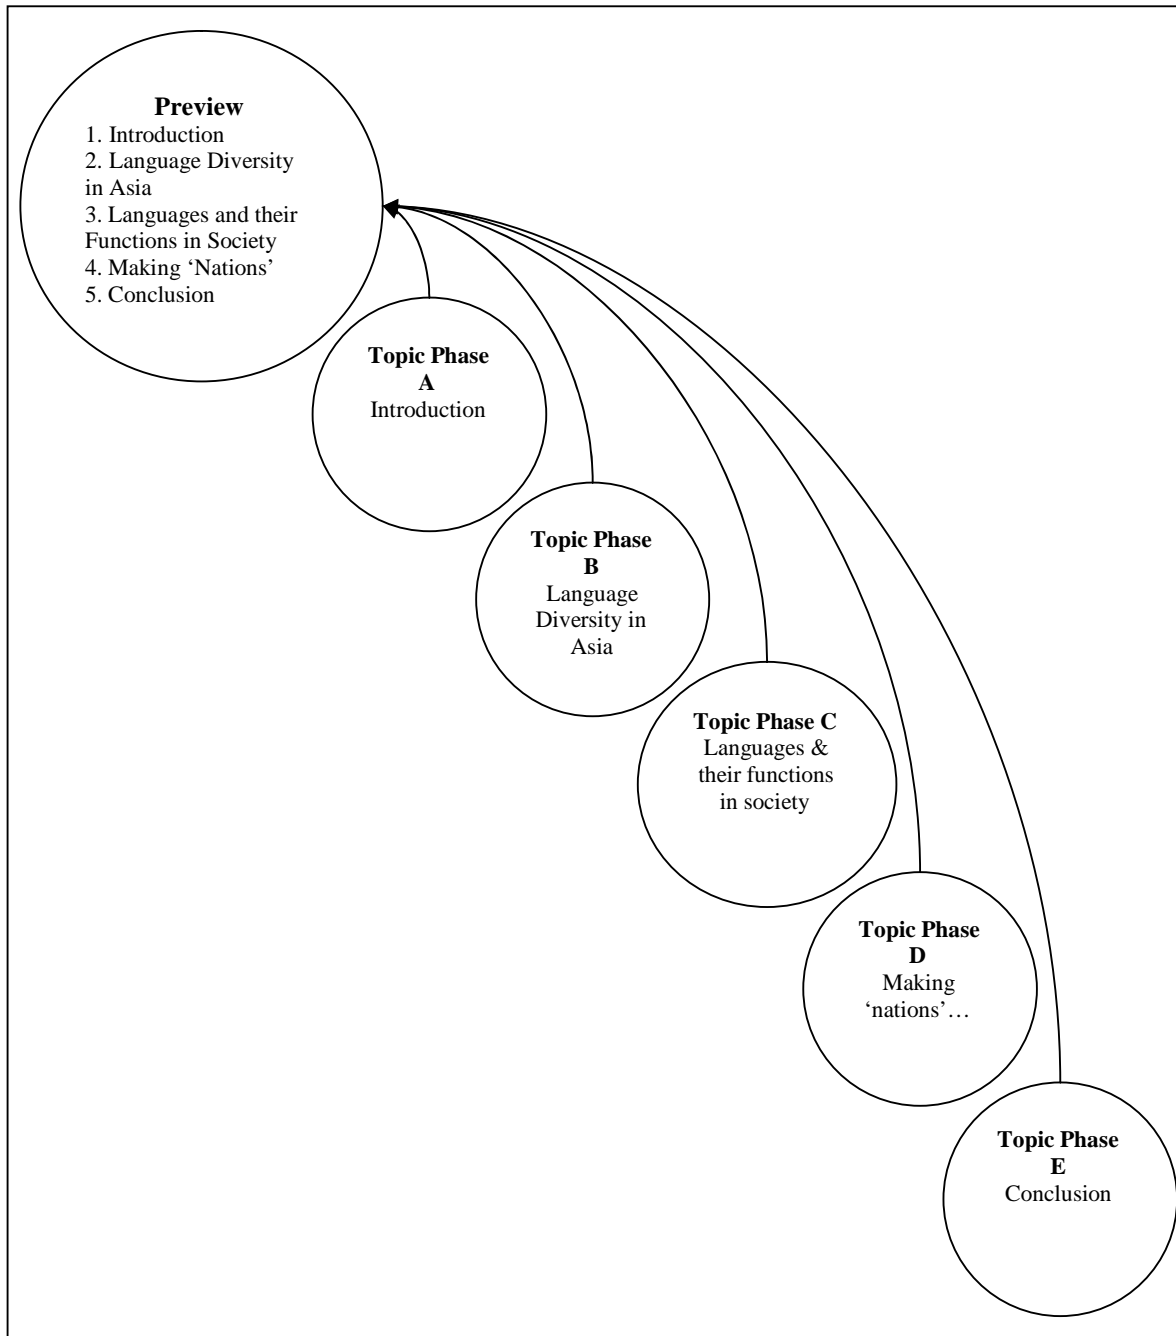 Preview
1. Introduction
2. Language Diversity
in Asia
3. Languages and their
Functions in Society
4. Making ‘Nations’
5. Conclusion
Topic Phase
A
Introduction
Topic Phase
B
Language
Diversity in
Asia
Topic Phase C
Languages &
their functions
in society
Topic Phase
D
Making
‘nations’…
Topic Phase
E
Conclusion